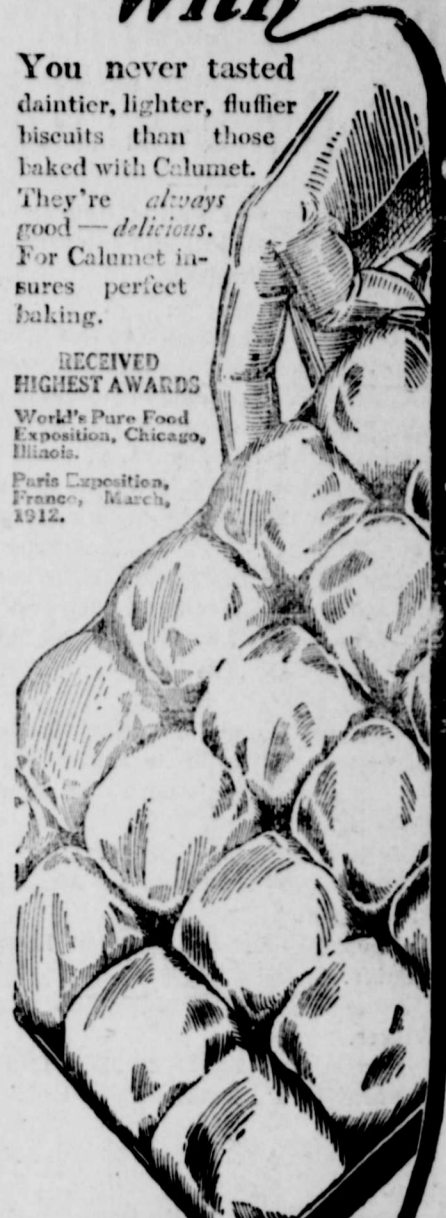 With
You never tasted
daintier, lighter, fluffier
biscuits than those
baked with Calumet.
They're always
good — delicious.
For Calumet in-
sures perfect
baking.
RECEIVED
HIGHEST AWARDS
World's Pure Food
Exposition, Chicago,
Illinois.
Paris Exposition,
France, March,
1912.